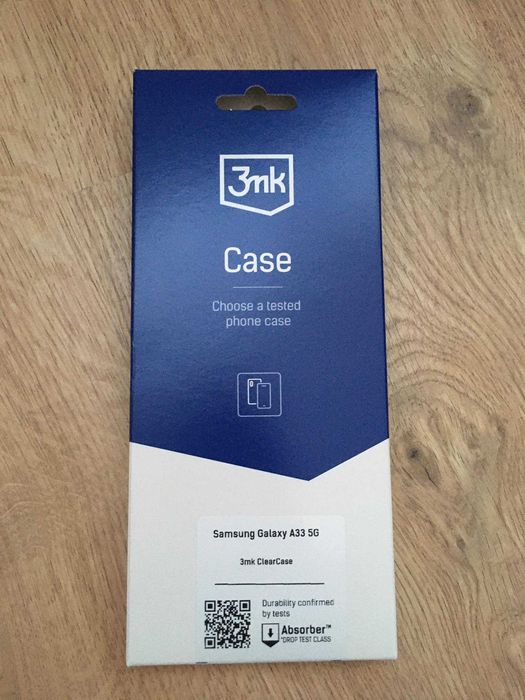 3mk
Case
Choose a tested
phone case
Samsung Galaxy A33 5G
3mk ClearCase
Durability confirmed
by tests
Absorber™
*DROP TEST CLASS